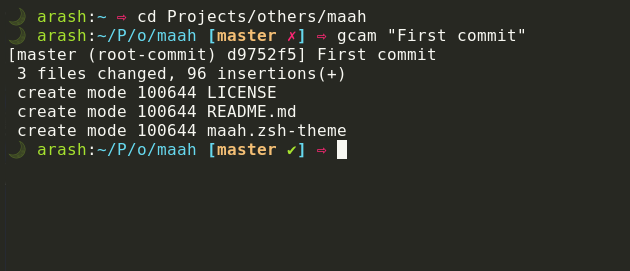 🌙 arash:~ ⇨ cd Projects/others/maah
🌙 arash:~/P/o/maah [master ✗] ⇨ gcam "First commit"
[master (root-commit) d9752f5] First commit
 3 files changed, 96 insertions(+)
 create mode 100644 LICENSE
 create mode 100644 README.md
 create mode 100644 maah.zsh-theme
🌙 arash:~/P/o/maah [master ✔] ⇨